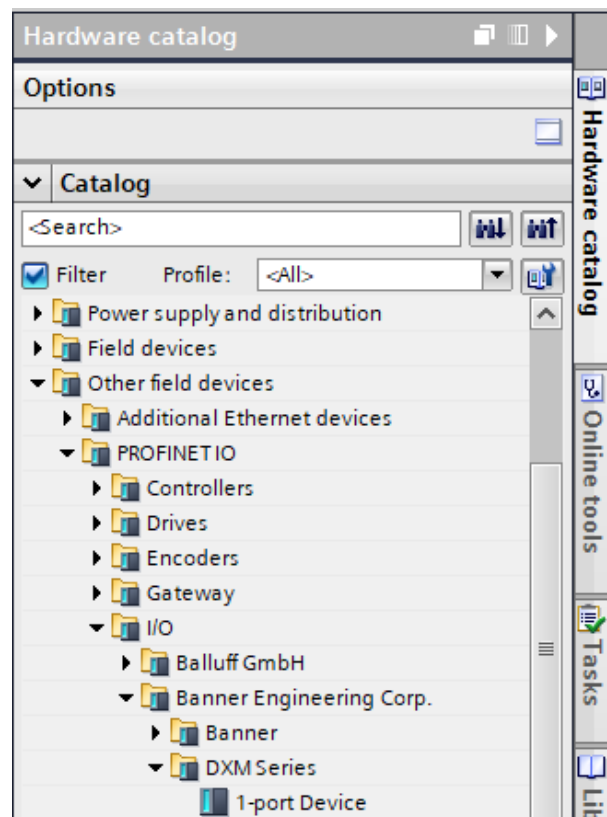 Hardware catalog
Options
Catalog
<Search>
Filter Profile: <All>
Power supply and distribution
Field devices
Other field devices
Additional Ethernet devices
PROFINET IO
Controllers
Drives
Encoders
Gateway
I/O
Balluff GmbH
Banner Engineering Corp.
Banner
DXM Series
1-port Device
Hardware catalog
Online tools
Tasks
Lib